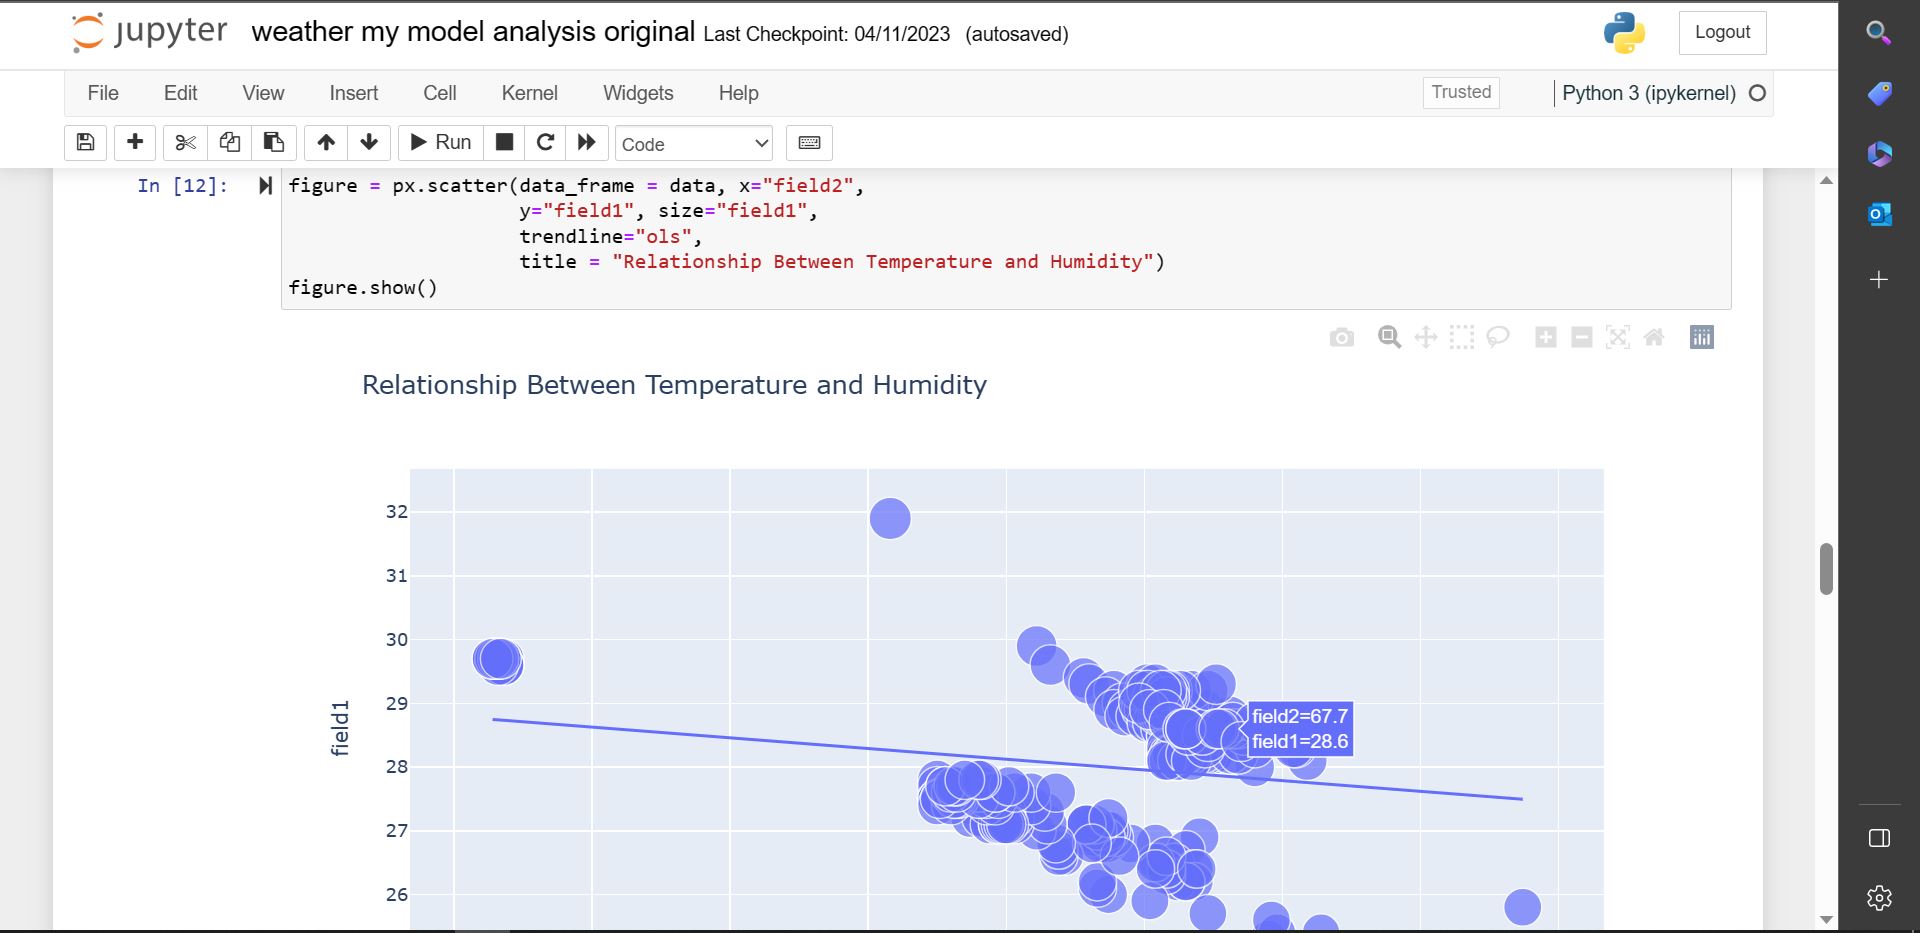 jupyter weather my model analysis original Last Checkpoint: 04/11/2023 (autosaved)
Logout
File Edit View Insert Cell Kernel Widgets Help
Trusted
Python 3 (ipykernel)
Run
Code
In [12]:
figure = px.scatter(data_frame = data, x="field2",
y="field1", size="field1",
trendline="ols",
title = "Relationship Between Temperature and Humidity")
figure.show()
Relationship Between Temperature and Humidity
32
31
30
29
28
27
26
field1
field2=67.7
field1=28.6